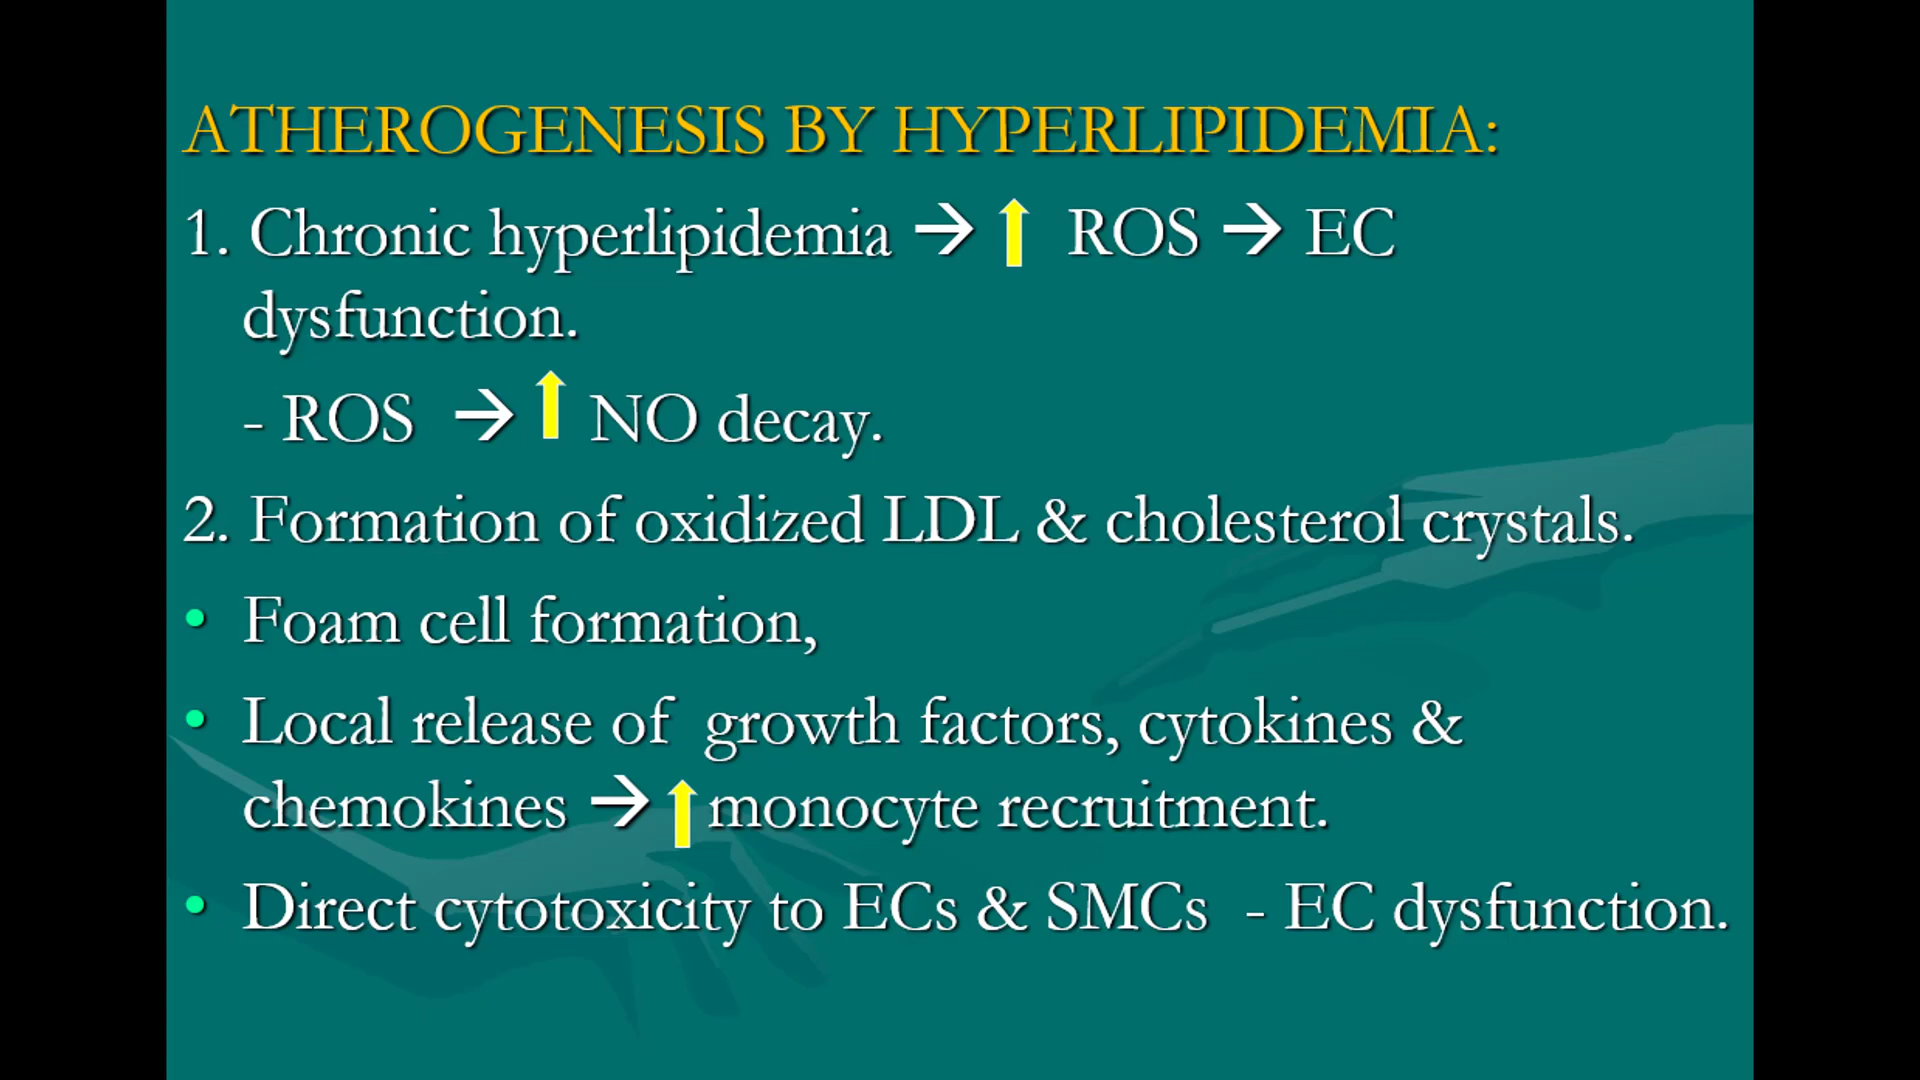 ATHEROGENESIS BY HYPERLIPIDEMIA:
1. Chronic hyperlipidemia → ↑ ROS → EC
dysfunction.
- ROS → ↑ NO decay.
2. Formation of oxidized LDL & cholesterol crystals.
• Foam cell formation,
• Local release of growth factors, cytokines &
chemokines → ↑ monocyte recruitment.
• Direct cytotoxicity to ECs & SMCs - EC dysfunction.